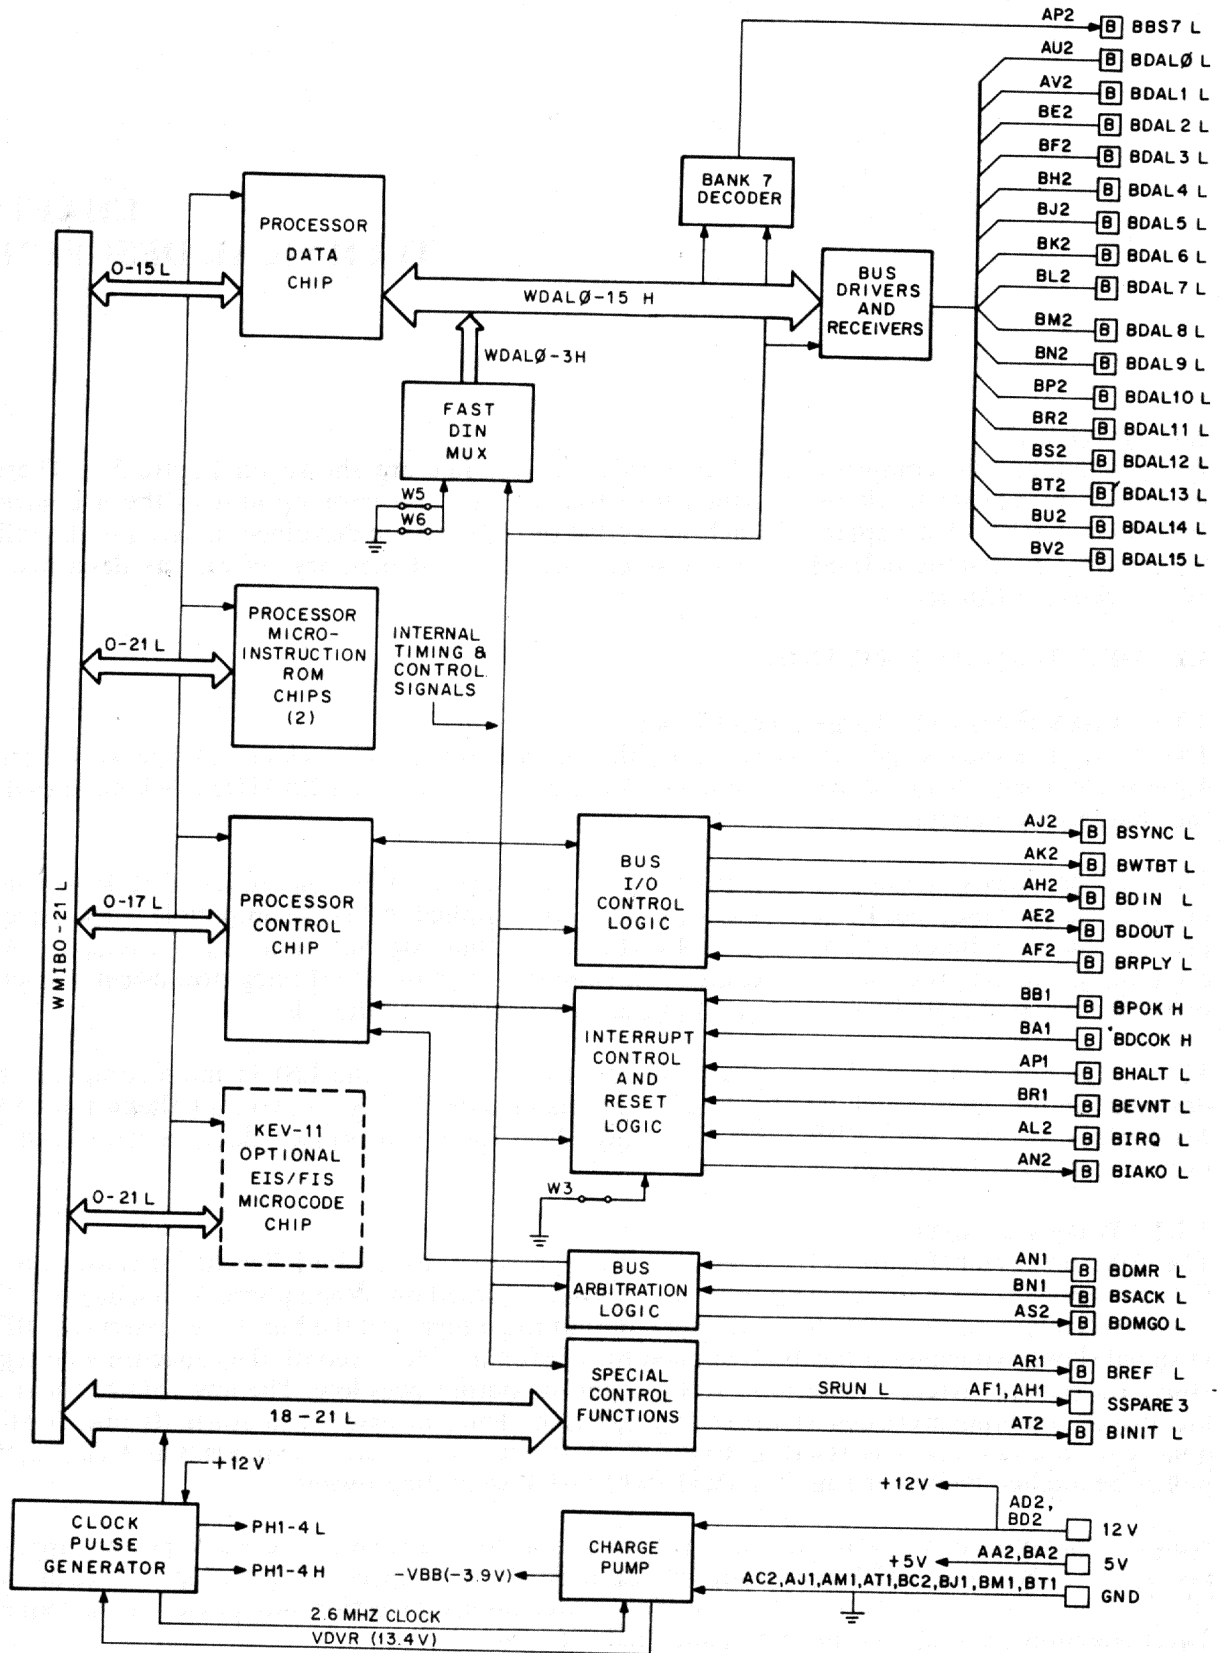 AP2 B BBS7 L
AU2 B BDALØ L
AV2 B BDAL1 L
BE2 B BDAL2 L
BF2 B BDAL3 L
BH2 B BDAL4 L
BJ2 B BDAL5 L
BK2 B BDAL6 L
BL2 B BDAL7 L
BM2 B BDAL8 L
BN2 B BDAL9 L
BP2 B BDAL10 L
BR2 B BDAL11 L
BS2 B BDAL12 L
BT2 B BDAL13 L
BU2 B BDAL14 L
BV2 B BDAL15 L
BANK 7
DECODER
PROCESSOR
DATA
CHIP
0-15 L
WDALØ-15 H
BUS
DRIVERS
AND
RECEIVERS
WDALØ-3H
FAST
DIN
MUX
W5
W6
PROCESSOR
MICRO-
INSTRUCTION
ROM
CHIPS
(2)
0-21 L
INTERNAL
TIMING &
CONTROL
SIGNALS
WMIB0-21 L
0-17 L
PROCESSOR
CONTROL
CHIP
BUS
I/O
CONTROL
LOGIC
AJ2 B BSYNC L
AK2 B BWTBT L
AH2 B BDIN L
AE2 B BDOUT L
AF2 B BRPLY L
INTERRUPT
CONTROL
AND
RESET
LOGIC
BB1 B BPOK H
BA1 B BDCOK H
AP1 B BHALT L
BR1 B BEVNT L
AL2 B BIRQ L
AN2 B BIAKO L
W3
KEV-11
OPTIONAL
EIS/FIS
MICROCODE
CHIP
0-21 L
BUS
ARBITRATION
LOGIC
AN1 B BDMR L
BN1 B BSACK L
AS2 B BDMGO L
SPECIAL
CONTROL
FUNCTIONS
AR1 B BREF L
SRUN L AF1, AH1 SSPARE 3
AT2 B BINIT L
18-21 L
+12V
CLOCK
PULSE
GENERATOR
PH1-4 L
PH1-4 H
CHARGE
PUMP
-VBB(-3.9V)
+12V
AD2,
BD2
12V
+5V AA2, BA2 5V
AC2, AJ1, AM1, AT1, BC2, BJ1, BM1, BT1 GND
2.6 MHZ CLOCK
VDVR (13.4V)